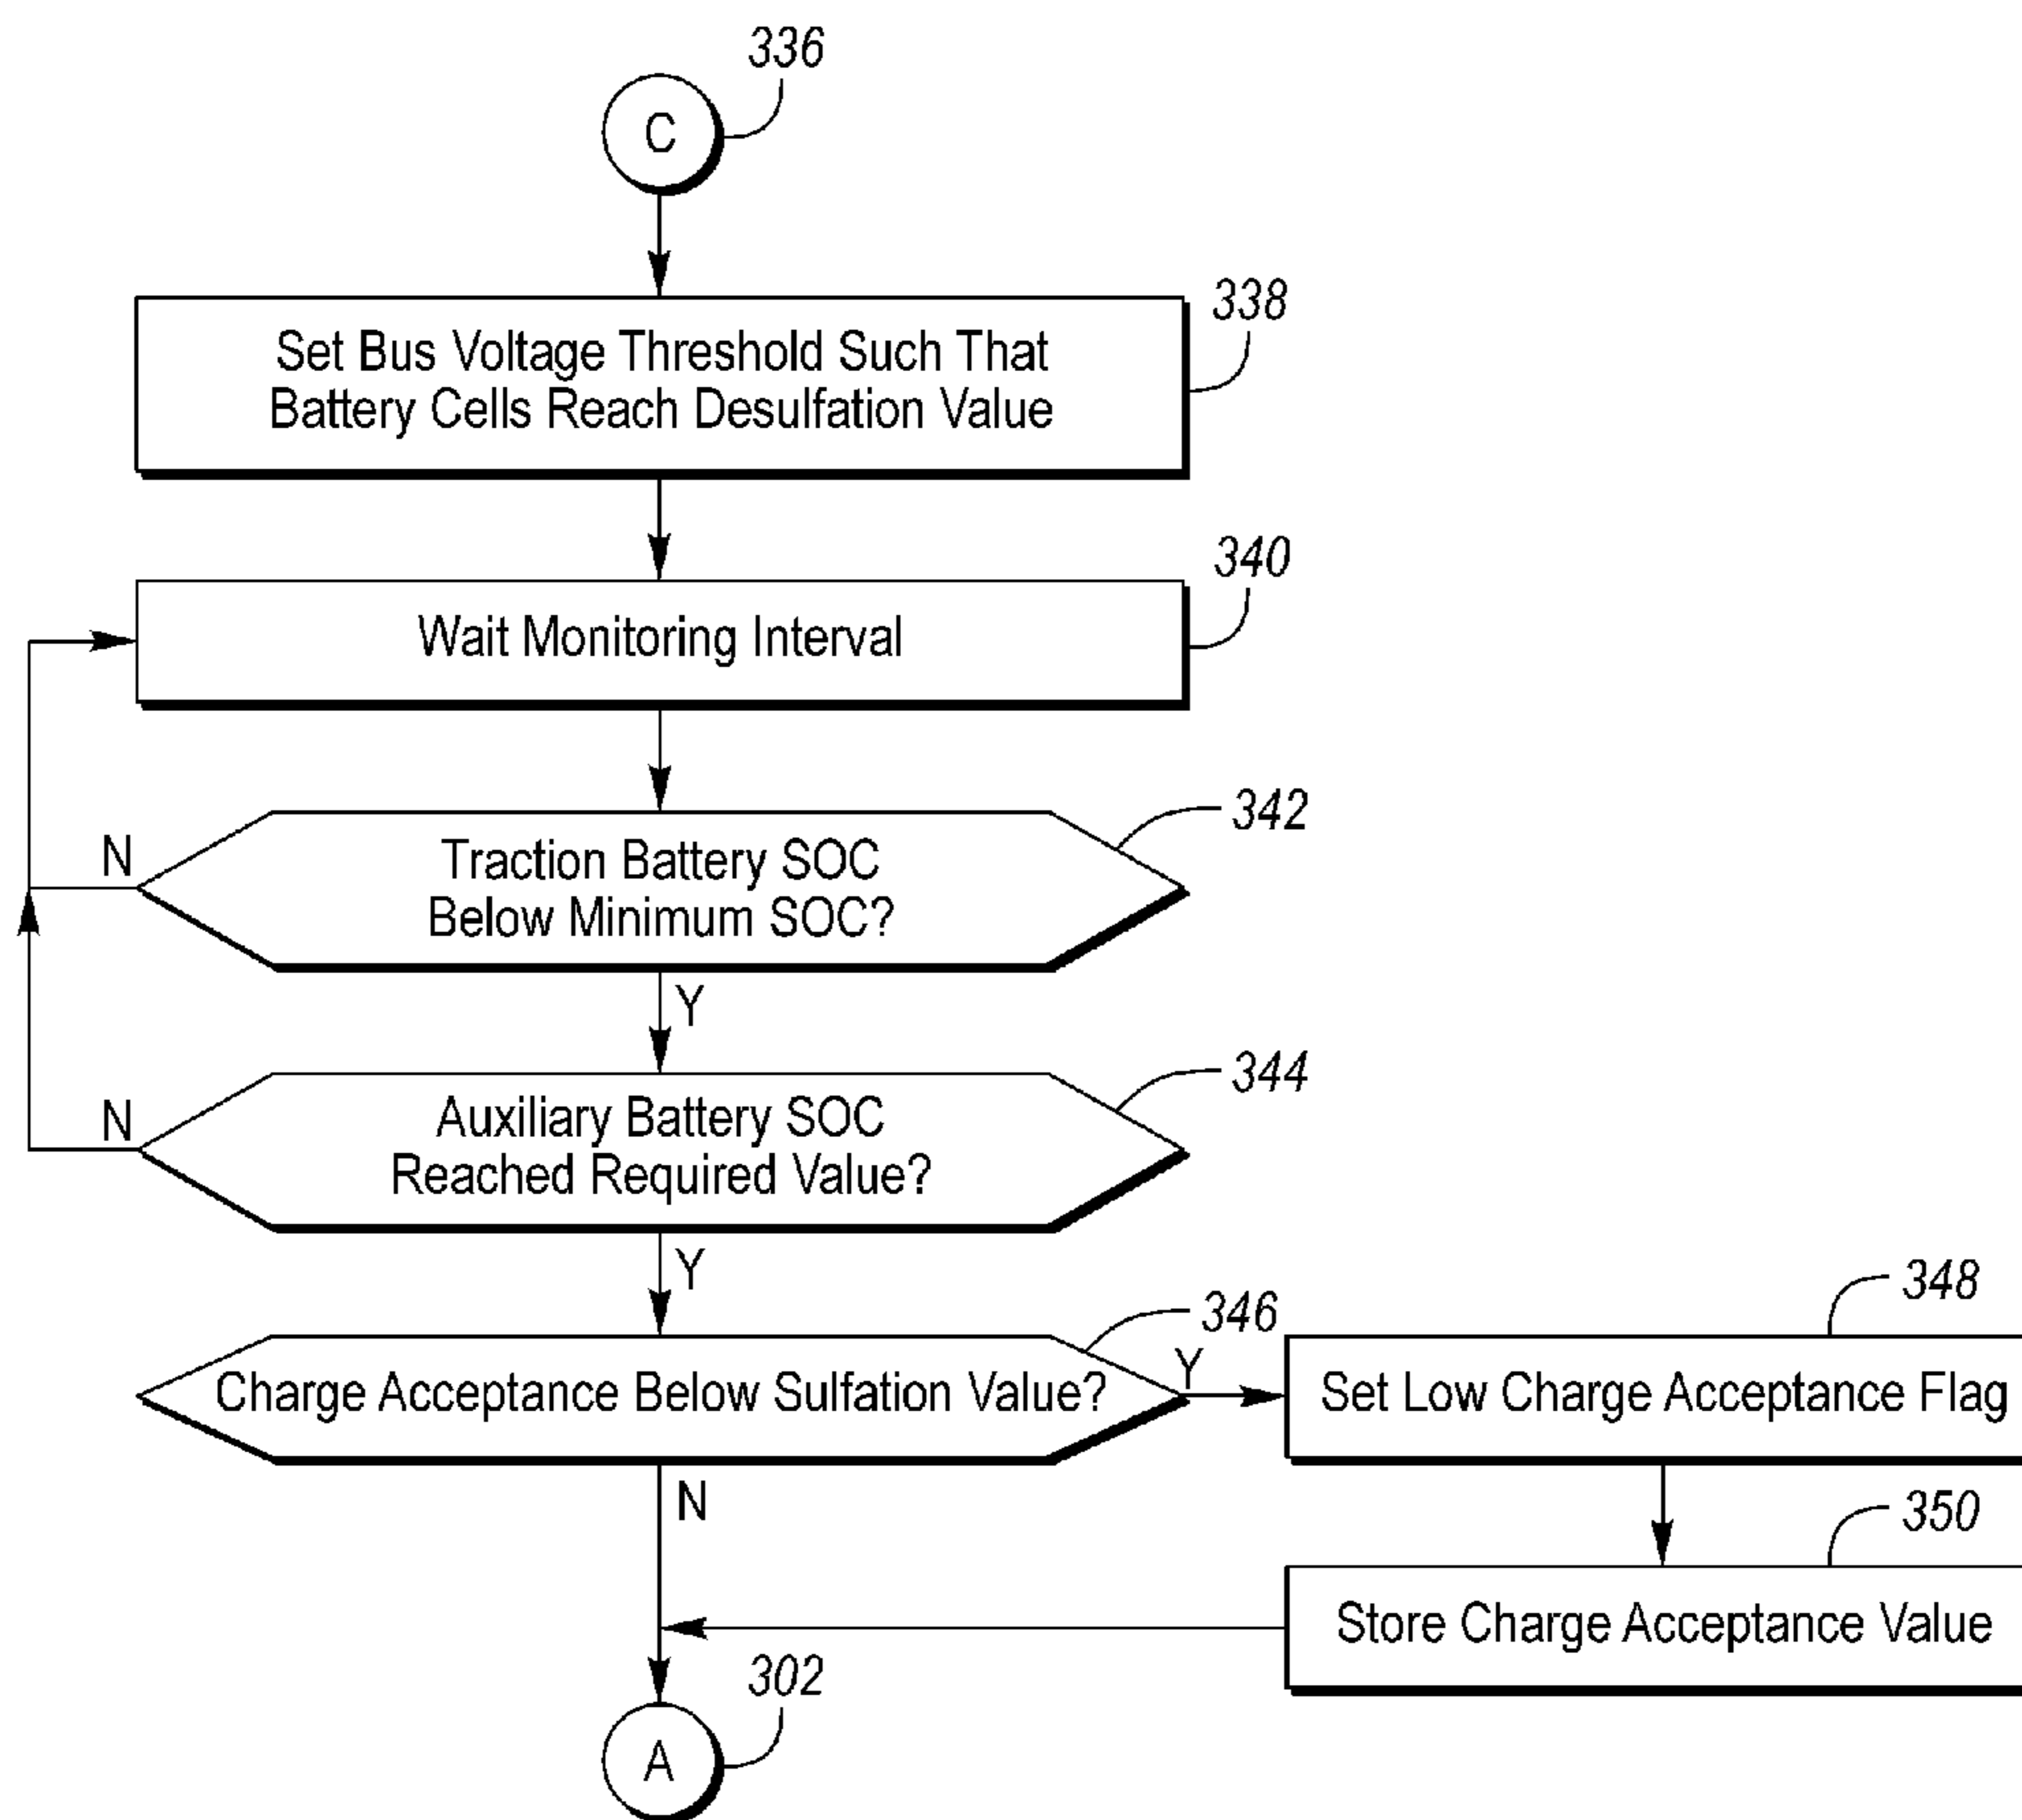 336
C
338
Set Bus Voltage Threshold Such That
Battery Cells Reach Desulfation Value
340
Wait Monitoring Interval
342
N
Traction Battery SOC
Below Minimum SOC?
Y
344
N
Auxiliary Battery SOC
Reached Required Value?
Y
346
348
Charge Acceptance Below Sulfation Value?
Y
Set Low Charge Acceptance Flag
N
350
Store Charge Acceptance Value
302
A